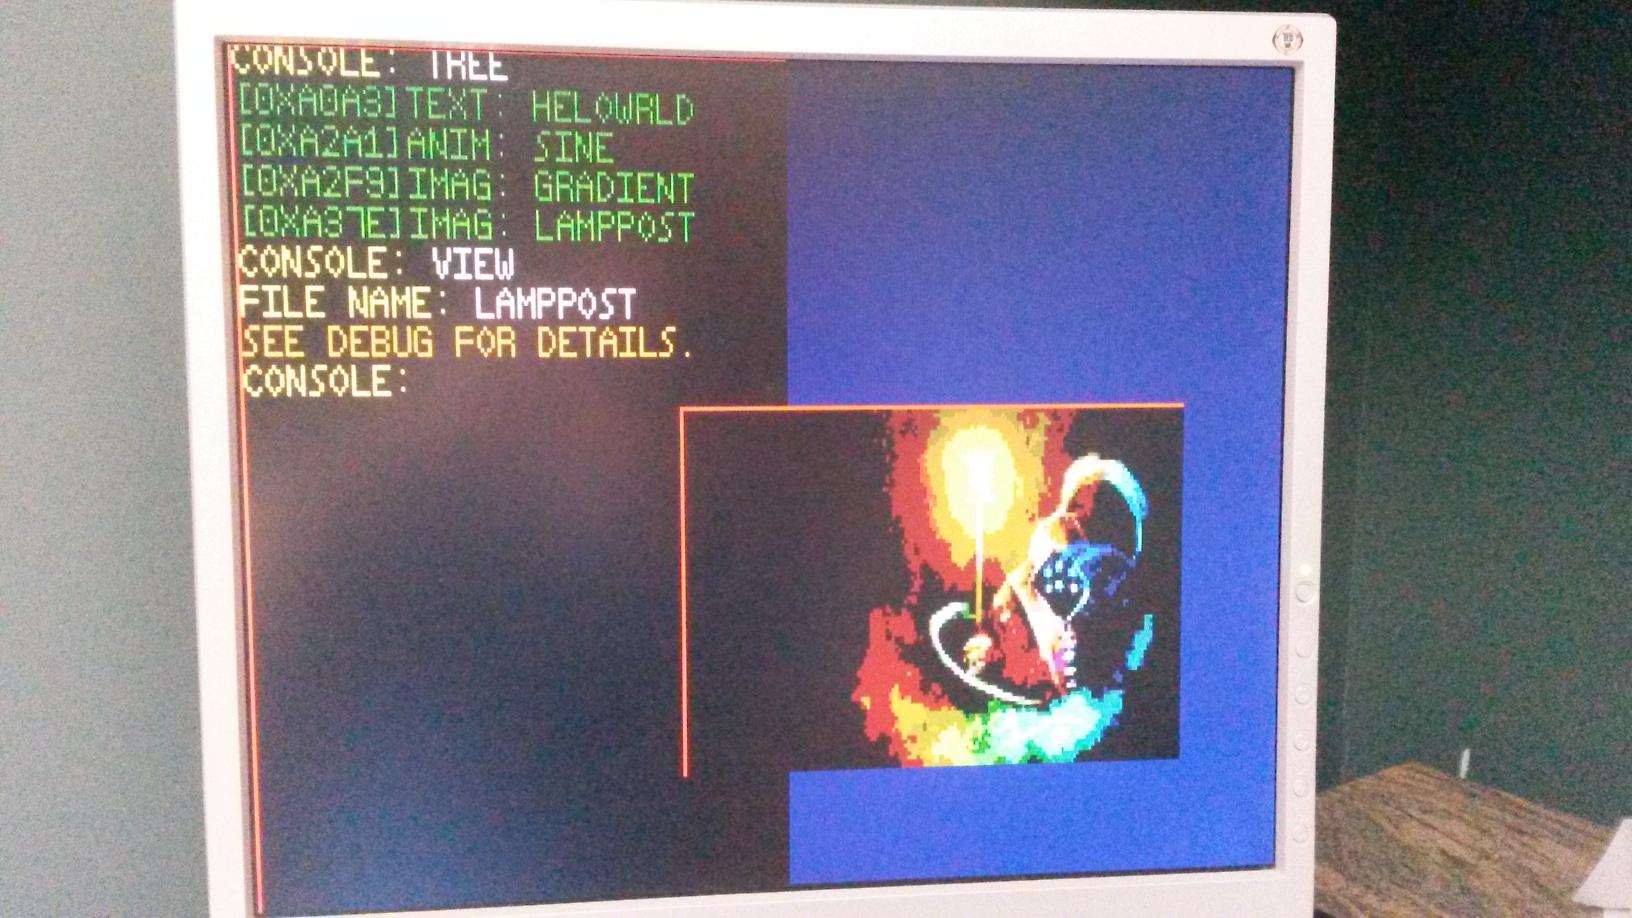 CONSOLE: TREE
[0XA0A3]TEXT: HELOWRLD
[0XA2A1]ANIM: SINE
[0XA2F9]IMAG: GRADIENT
[0XA37E]IMAG: LAMPPOST
CONSOLE: VIEW
FILE NAME: LAMPPOST
SEE DEBUG FOR DETAILS.
CONSOLE: